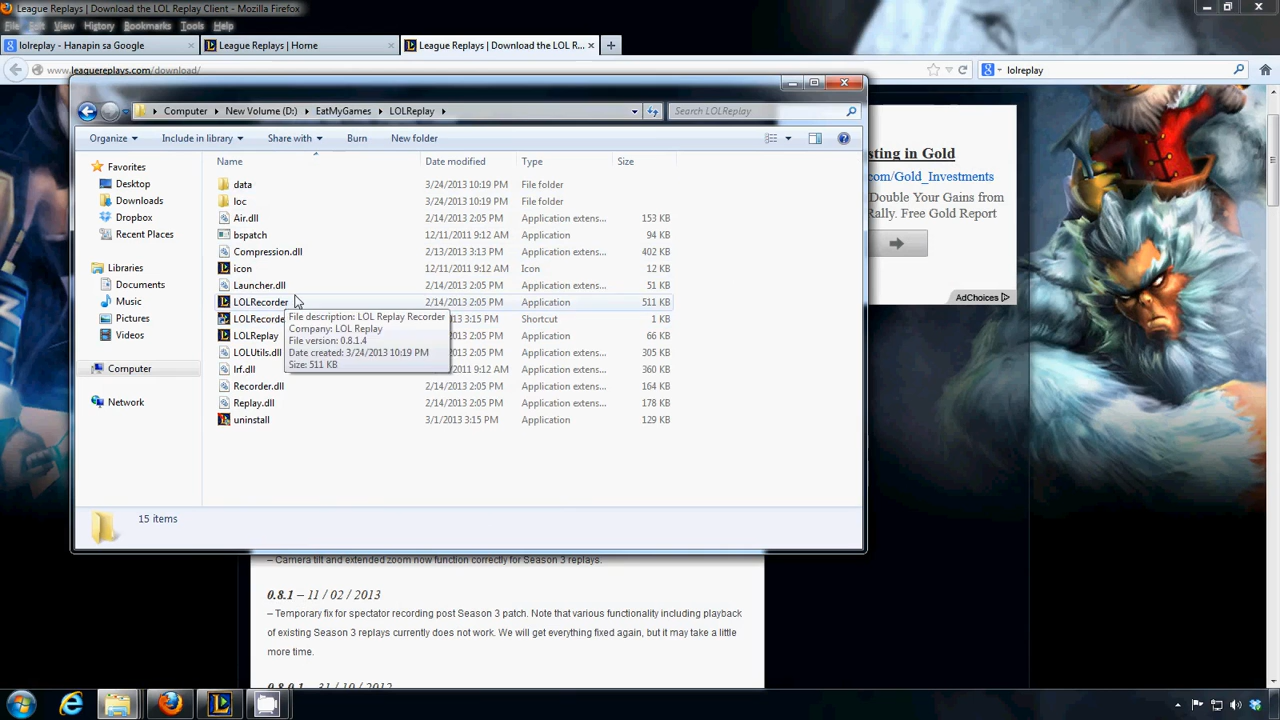 League Replays | Download the LOL Replay Client - Mozilla Firefox
File Edit View History Bookmarks Tools Help
lolreplay - Hanapin sa Google
League Replays | Home
League Replays | Download the LOL R...
www.leaguereplays.com/download/
lolreplay
Computer
New Volume (D:)
EatMyGames
LOLReplay
Search LOLReplay
Organize
Include in library
Share with
Burn
New folder
Favorites
Desktop
Downloads
Dropbox
Recent Places
Libraries
Documents
Music
Pictures
Videos
Computer
Network
Name Date modified Type Size
data 3/24/2013 10:19 PM File folder
loc 3/24/2013 10:19 PM File folder
Air.dll 2/14/2013 2:05 PM Application extens... 153 KB
bspatch 12/11/2011 9:12 AM Application 94 KB
Compression.dll 2/13/2013 3:13 PM Application extens... 402 KB
icon 12/11/2011 9:12 AM Icon 12 KB
Launcher.dll 2/14/2013 2:05 PM Application extens... 51 KB
LOLRecorder 2/14/2013 2:05 PM Application 511 KB
LOLRecorde 3:15 PM Shortcut 1 KB
LOLReplay 2:05 PM Application 66 KB
LOLUtils.dll 2:05 PM Application extens... 305 KB
lrf.dll 2011 9:12 AM Application extens... 360 KB
Recorder.dll 2/14/2013 2:05 PM Application extens... 164 KB
Replay.dll 2/14/2013 2:05 PM Application extens... 178 KB
uninstall 3/1/2013 3:15 PM Application 129 KB
File description: LOL Replay Recorder
Company: LOL Replay
File version: 0.8.1.4
Date created: 3/24/2013 10:19 PM
Size: 511 KB
15 items
sting in Gold
com/Gold_Investments
Double Your Gains from
Rally. Free Gold Report
AdChoices
– Camera tilt and extended zoom now function correctly for Season 3 replays.
0.8.1 – 11 / 02 / 2013
– Temporary fix for spectator recording post Season 3 patch. Note that various functionality including playback
of existing Season 3 replays currently does not work. We will get everything fixed again, but it may take a little
more time.
0.8.0.1 – 31 / 10 / 2012